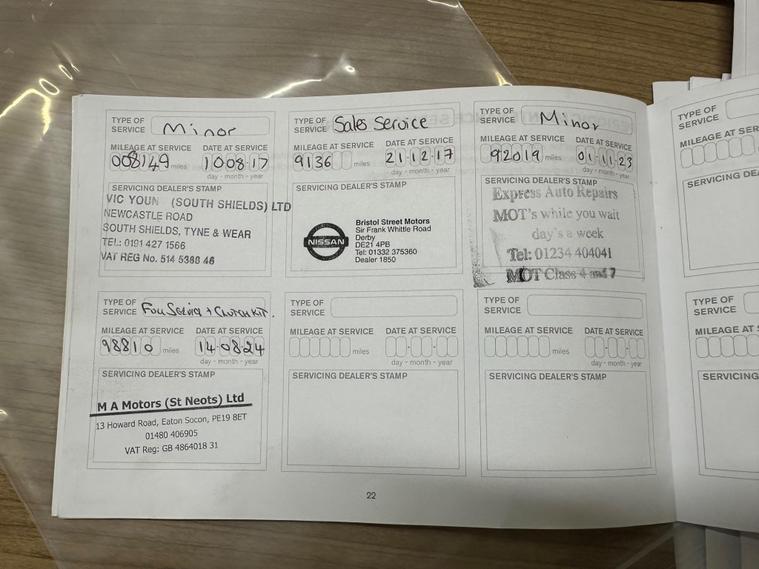 TYPE OF SERVICE Minor
MILEAGE AT SERVICE DATE AT SERVICE
008149 miles 10 08 17
day - month - year
SERVICING DEALER'S STAMP
VIC YOUN (SOUTH SHIELDS) LTD
NEWCASTLE ROAD
SOUTH SHIELDS, TYNE & WEAR
TEL: 0191 427 1566
VAT REG No. 514 5388 46
TYPE OF SERVICE Sales Service
MILEAGE AT SERVICE DATE AT SERVICE
9136 miles 21-12-17
day - month - year
SERVICING DEALER'S STAMP
NISSAN
Bristol Street Motors
Sir Frank Whittle Road
Derby
DE21 4PB
Tel: 01332 375360
Dealer 1850
TYPE OF SERVICE Minor
MILEAGE AT SERVICE DATE AT SERVICE
92019 miles 01-11-23
day - month - year
SERVICING DEALER'S STAMP
Express Auto Repairs
MOT's while you wait
day's a week
Tel: 01234 404041
MOT Class 4 and 7
TYPE OF
SERVICE
MILEAGE AT SER
SERVICING DEA
TYPE OF SERVICE + Clutch KIT.
MILEAGE AT SERVICE DATE AT SERVICE
98810 miles 14-08-24
day - month - year
SERVICING DEALER'S STAMP
M A Motors (St Neots) Ltd
13 Howard Road, Eaton Socon, PE19 8ET
01480 406905
VAT Reg: GB 4864018 31
TYPE OF SERVICE
MILEAGE AT SERVICE DATE AT SERVICE
miles
day - month - year
SERVICING DEALER'S STAMP
TYPE OF SERVICE
MILEAGE AT SERVICE DATE AT SERVICE
miles
day - month - year
SERVICING DEALER'S STAMP
TYPE OF
SERVICE
MILEAGE AT S
SERVICING
22